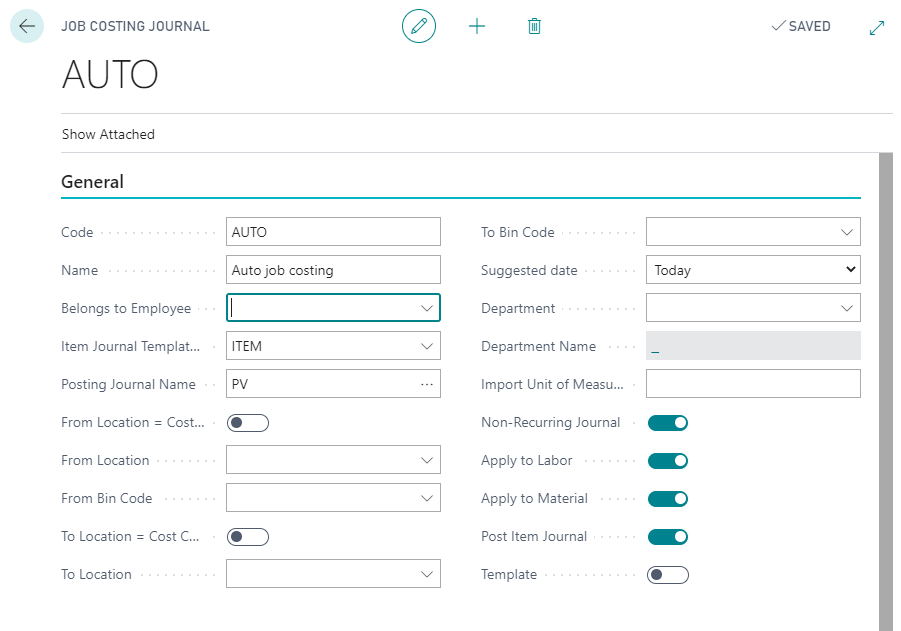 JOB COSTING JOURNAL
SAVED
AUTO
Show Attached
General
Code
AUTO
Name
Auto job costing
Belongs to Employee
Item Journal Templat...
ITEM
Posting Journal Name
PV
From Location = Cost...
From Location
From Bin Code
To Location = Cost C...
To Location
To Bin Code
Suggested date
Today
Department
Department Name
_
Import Unit of Measu...
Non-Recurring Journal
Apply to Labor
Apply to Material
Post Item Journal
Template